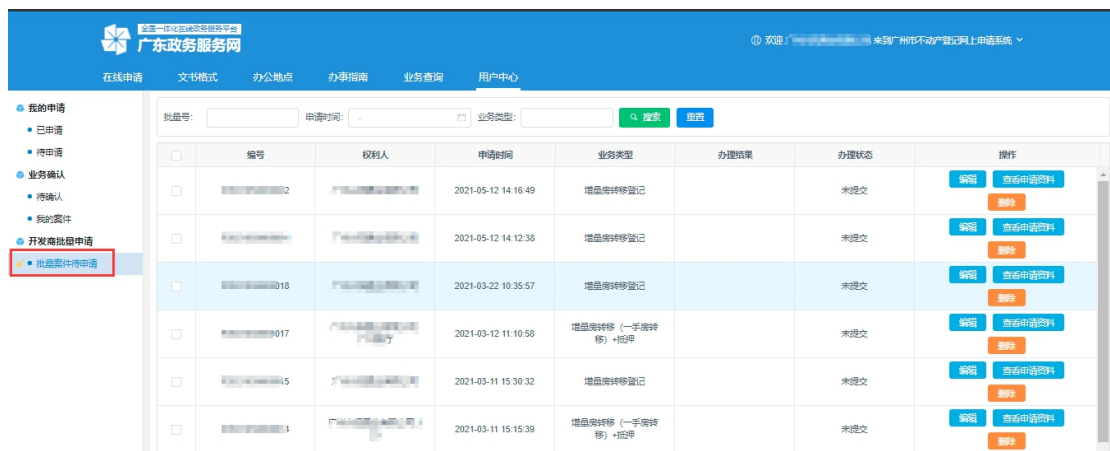 全国一体化在线政务服务平台
广东政务服务网
欢迎
来到广州市不动产登记网上申请系统
在线申请 文书格式 办公地点 办事指南 业务查询 用户中心
我的申请
已申请
待申请
业务确认
待确认
我的案件
开发商批量申请
批量案件待申请
批量号: 申请时间: - 业务类型: 搜索 重置
编号 权利人 申请时间 业务类型 办理结果 办理状态 操作
2 2021-05-12 14:16:49 增量房转移登记 未提交 编辑 查看申请资料
删除
2021-05-12 14:12:38 增量房转移登记 未提交 编辑 查看申请资料
删除
018 2021-03-22 10:35:57 增量房转移登记 未提交 编辑 查看申请资料
删除
017 2021-03-12 11:10:58 增量房转移（一手房转
移）+抵押 未提交 编辑 查看申请资料
删除
5 2021-03-11 15:30:32 增量房转移登记 未提交 编辑 查看申请资料
删除
2021-03-11 15:15:39 增量房转移（一手房转
移）+抵押 未提交 编辑 查看申请资料
删除